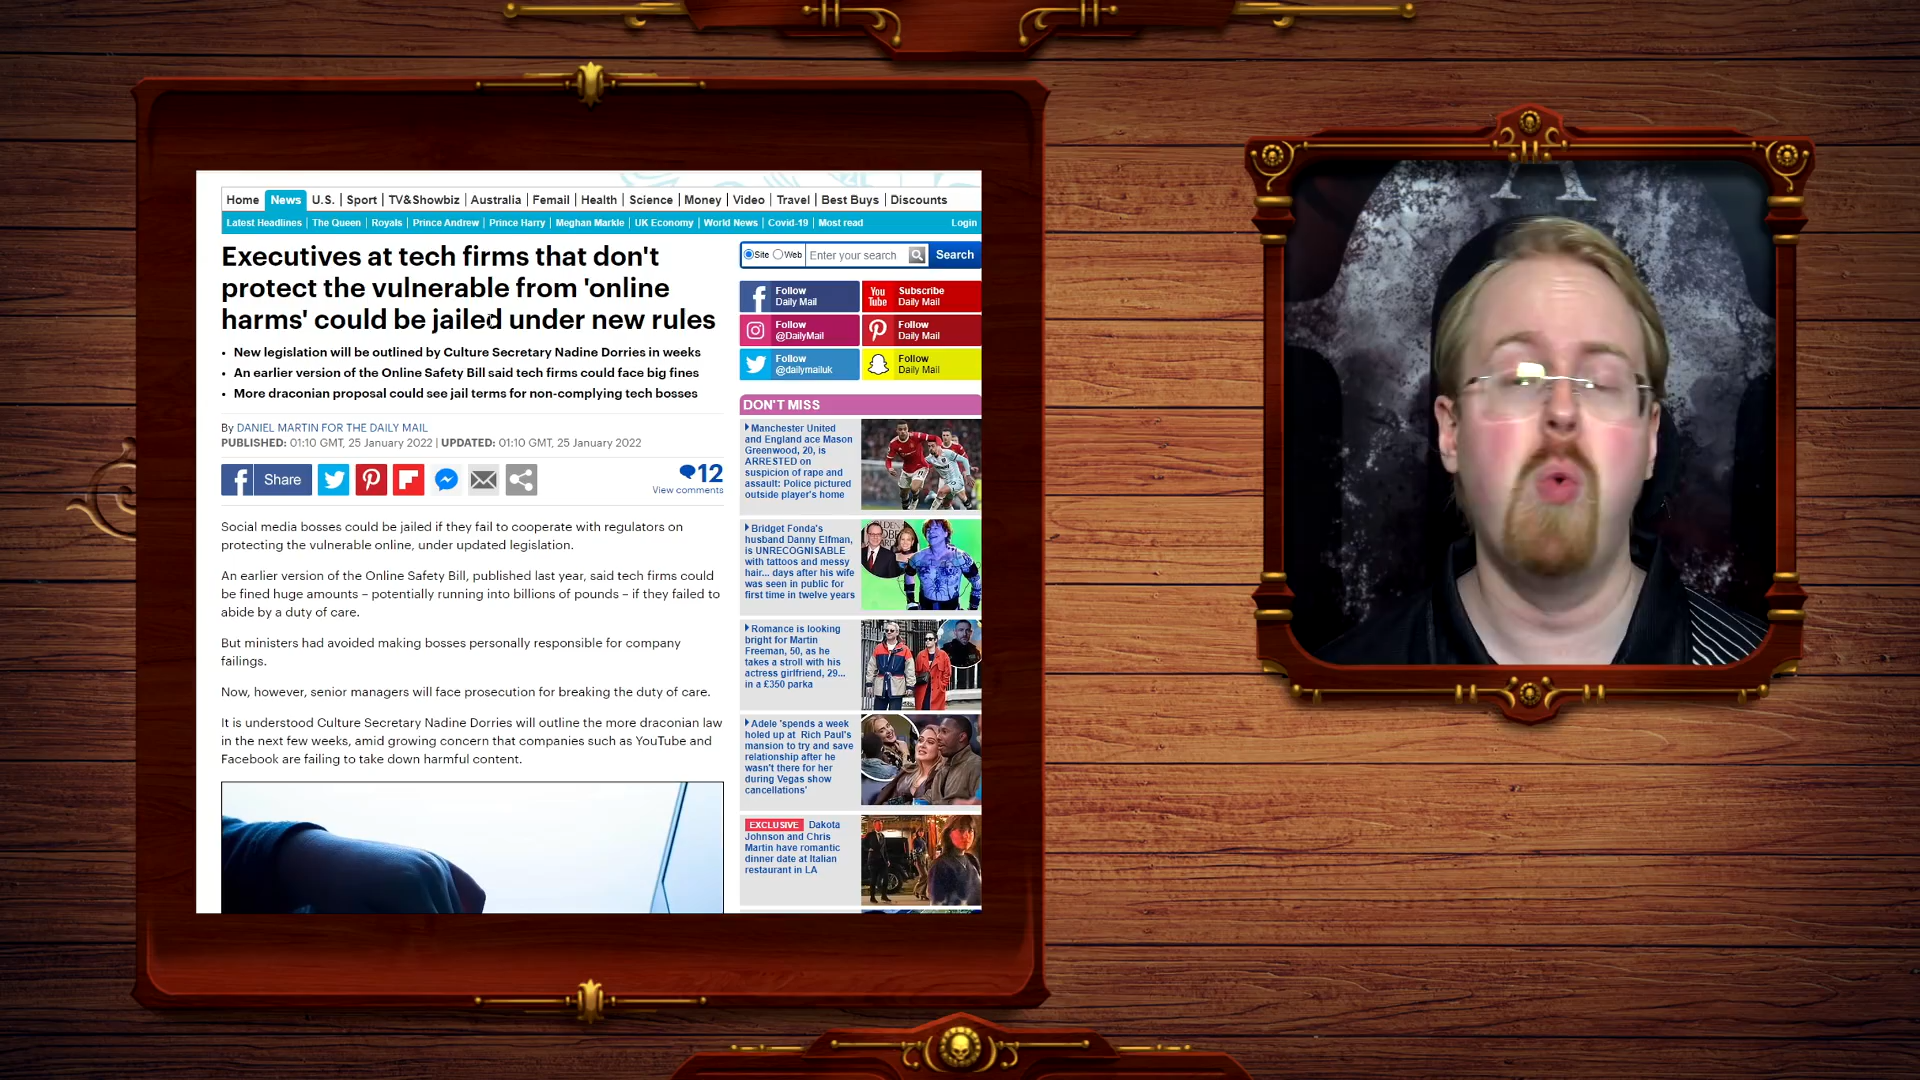 Home News U.S. Sport TV&Showbiz Australia Femail Health Science Money Video Travel Best Buys Discounts
Latest Headlines The Queen Royals Prince Andrew Prince Harry Meghan Markle UK Economy World News Covid-19 Most read Login
Executives at tech firms that don't
protect the vulnerable from 'online
harms' could be jailed under new rules
• New legislation will be outlined by Culture Secretary Nadine Dorries in weeks
• An earlier version of the Online Safety Bill said tech firms could face big fines
• More draconian proposal could see jail terms for non-complying tech bosses
By DANIEL MARTIN FOR THE DAILY MAIL
PUBLISHED: 01:10 GMT, 25 January 2022 | UPDATED: 01:10 GMT, 25 January 2022
Share
12
View comments
Social media bosses could be jailed if they fail to cooperate with regulators on
protecting the vulnerable online, under updated legislation.
An earlier version of the Online Safety Bill, published last year, said tech firms could
be fined huge amounts – potentially running into billions of pounds – if they failed to
abide by a duty of care.
But ministers had avoided making bosses personally responsible for company
failings.
Now, however, senior managers will face prosecution for breaking the duty of care.
It is understood Culture Secretary Nadine Dorries will outline the more draconian law
in the next few weeks, amid growing concern that companies such as YouTube and
Facebook are failing to take down harmful content.
Site Web Enter your search Search
Follow
Daily Mail
You
Tube
Subscribe
Daily Mail
Follow
@DailyMail
Follow
Daily Mail
Follow
@dailymailuk
Follow
Daily Mail
DON'T MISS
Manchester United
and England ace Mason
Greenwood, 20, is
ARRESTED on
suspicion of rape and
assault: Police pictured
outside player's home
Bridget Fonda's
husband Danny Elfman,
is UNRECOGNISABLE
with tattoos and messy
hair... days after his wife
was seen in public for
first time in twelve years
Romance is looking
bright for Martin
Freeman, 50, as he
takes a stroll with his
actress girlfriend, 29...
in a £350 parka
Adele 'spends a week
holed up at Rich Paul's
mansion to try and save
relationship after he
wasn't there for her
during Vegas show
cancellations'
EXCLUSIVE Dakota
Johnson and Chris
Martin have romantic
dinner date at Italian
restaurant in LA